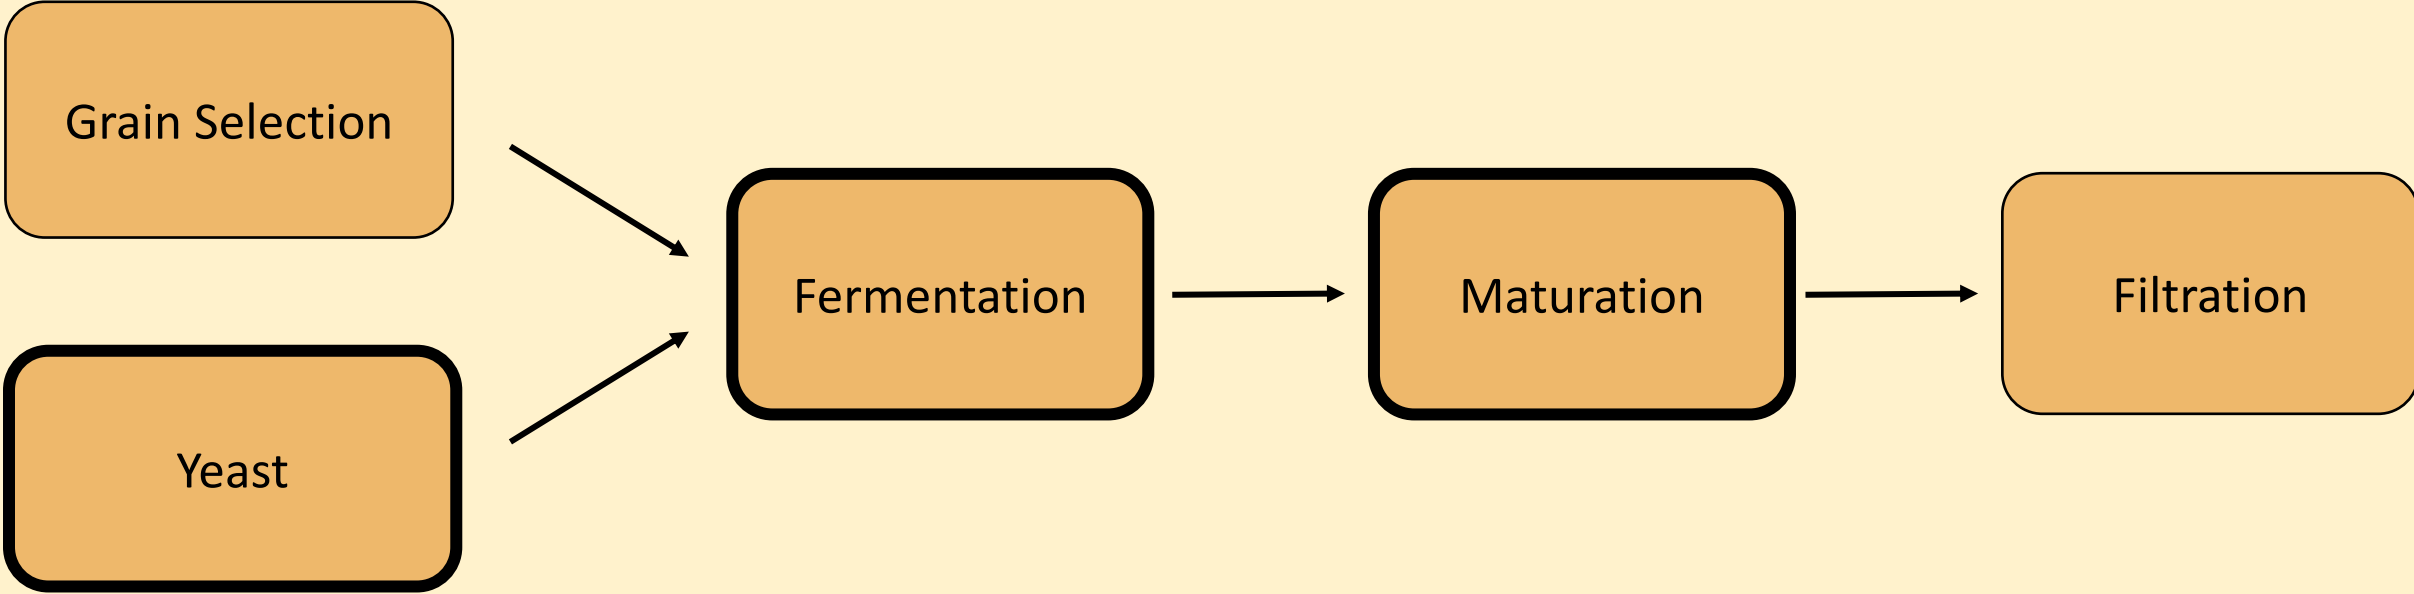 Grain Selection
Yeast
Fermentation
Maturation
Filtration